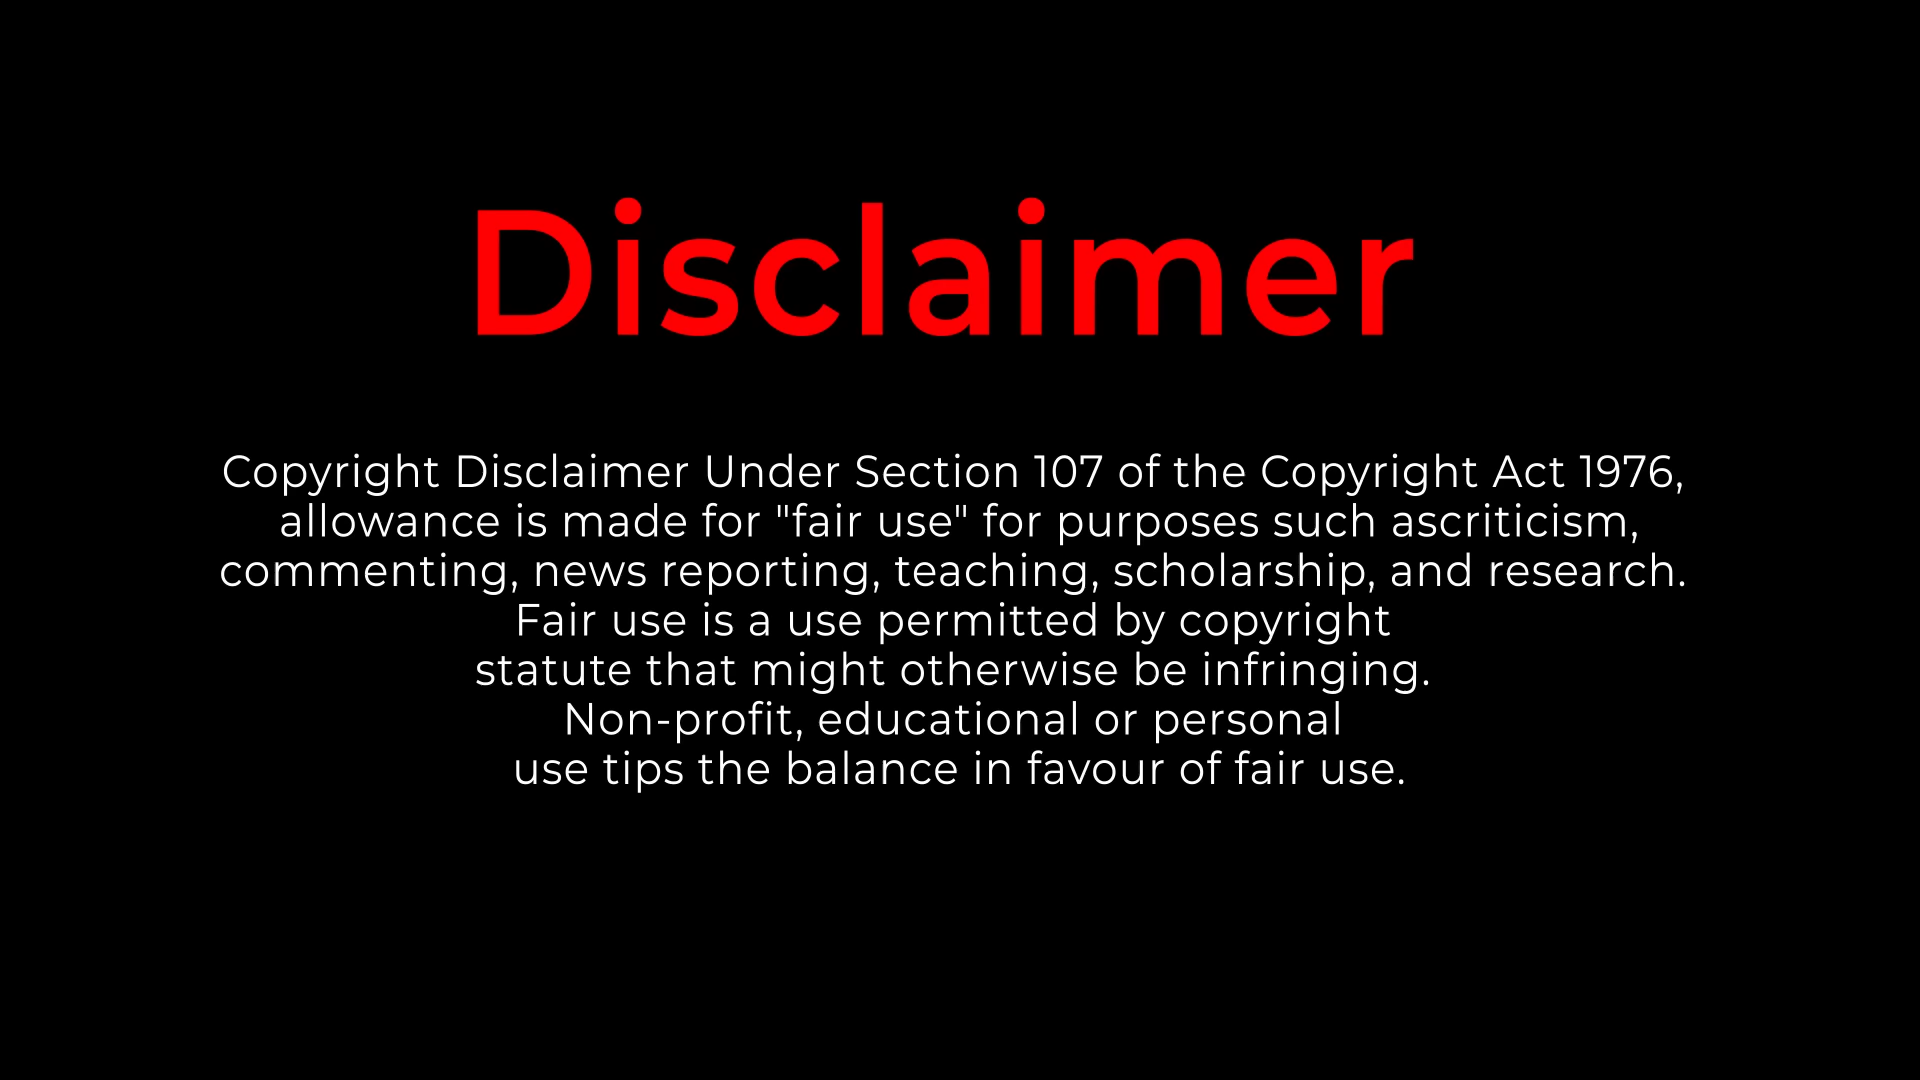 Disclaimer
Copyright Disclaimer Under Section 107 of the Copyright Act 1976,
allowance is made for "fair use" for purposes such ascriticism,
commenting, news reporting, teaching, scholarship, and research.
Fair use is a use permitted by copyright
statute that might otherwise be infringing.
Non-profit, educational or personal
use tips the balance in favour of fair use.